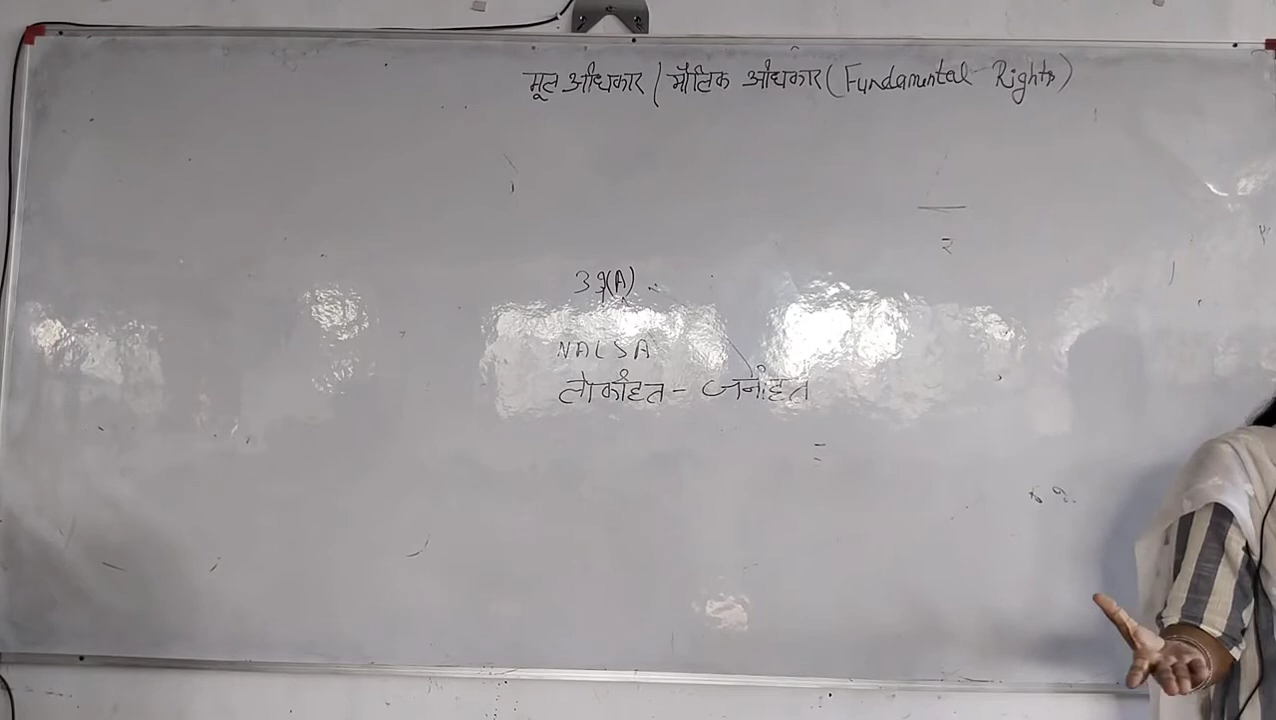 मूल अधिकार / मौलिक अधिकार ( Fundamental Rights )
39(A)
NALSA
लोकहित - जनहित